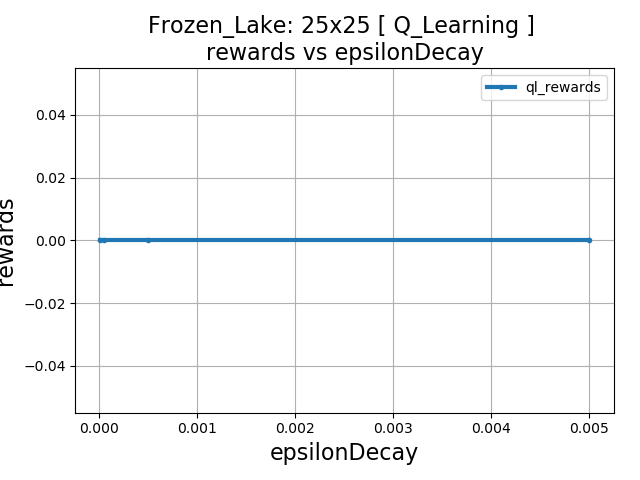 Frozen_Lake: 25x25 [ Q_Learning ]
rewards vs epsilonDecay
ql_rewards
0.04
0.02
0.00
−0.02
−0.04
rewards
0.000 0.001 0.002 0.003 0.004 0.005
epsilonDecay